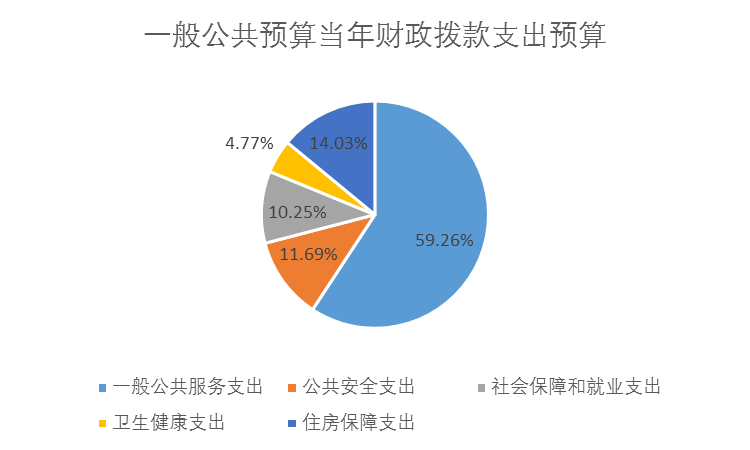 一般公共预算当年财政拨款支出预算
4.77%
14.03%
10.25%
59.26%
11.69%
一般公共服务支出
公共安全支出
社会保障和就业支出
卫生健康支出
住房保障支出